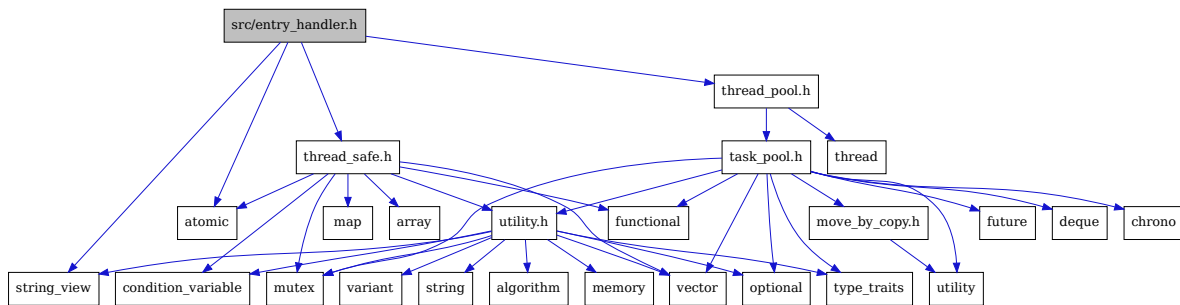 src/entry_handler.h
thread_pool.h
thread_safe.h
task_pool.h
thread
atomic
map
array
utility.h
functional
move_by_copy.h
future
deque
chrono
string_view
condition_variable
mutex
variant
string
algorithm
memory
vector
optional
type_traits
utility